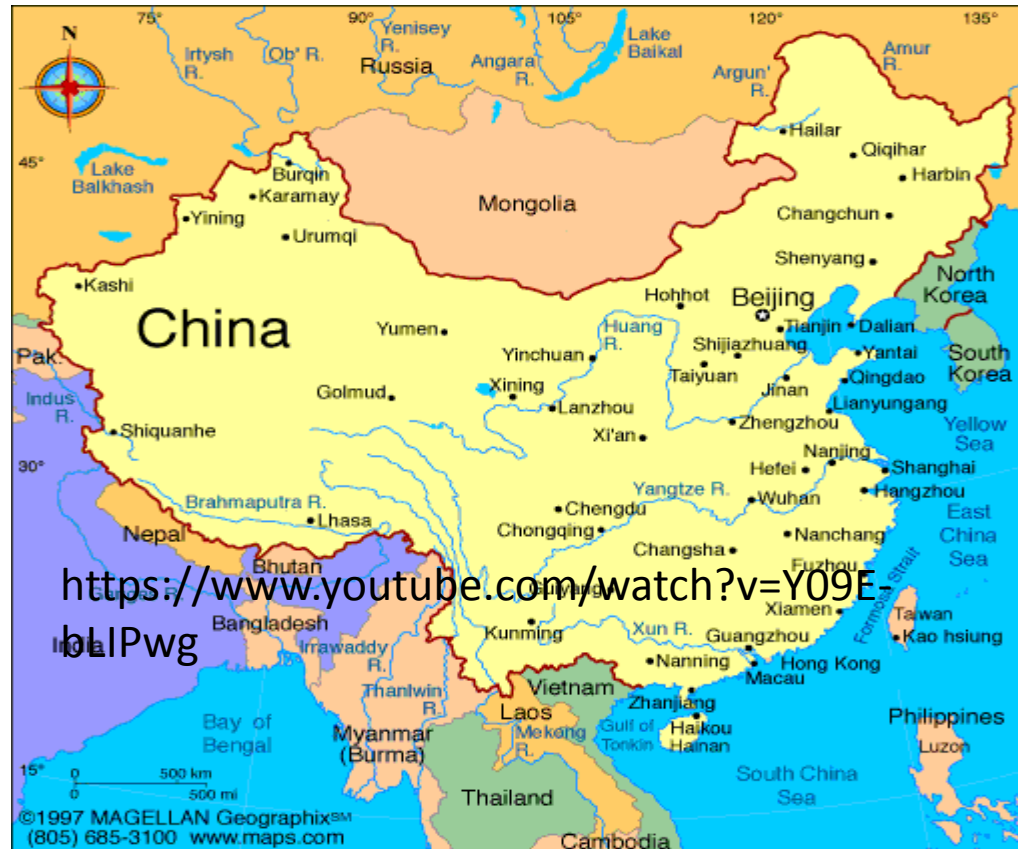 75°
90°
105°
120°
135°
N
Irtysh
R.
Ob' R.
Yenisey
R.
Russia
Angara
R.
Lake
Baikal
Argun'
R.
Amur
R.
45°
Lake
Balkhash
Burqin
Karamay
Yining
Urumqi
Kashi
Mongolia
Hailar
Qiqihar
Harbin
Changchun
Shenyang
North
Korea
China
Yumen
Hohhot
Beijing
Huang
R.
Tianjin
Dalian
Shijiazhuang
Yinchuan
Yantai
South
Korea
Pak.
Taiyuan
Jinan
Qingdao
Golmud
Xining
Lanzhou
Lianyungang
Indus
R.
Shiquanhe
Xi'an
Zhengzhou
Yellow
Sea
30°
Nanjing
Hefei
Shanghai
Brahmaputra R.
Lhasa
Chengdu
Yangtze R.
Wuhan
Hangzhou
Chongqing
East
China
Sea
Nepal
Nanchang
Changsha
Bhutan
Fuzhou
https://www.youtube.com/watch?v=Y09E-
bLIPwg
Ganges R.
Guiyang
Bangladesh
Xiamen
Formosa Strait
Taiwan
India
Irrawaddy
R.
Kunming
Xun R.
Guangzhou
Kao hsiung
Nanning
Hong Kong
Macau
Thanlwin
R.
Vietnam
Zhanjiang
Laos
Bay of
Bengal
Myanmar
(Burma)
Mekong
R.
Gulf of
Tonkin
Haikou
Hainan
Philippines
Luzon
15°
0
500 km
0
500 mi
South China
Sea
Thailand
©1997 MAGELLAN Geographix℠
(805) 685-3100 www.maps.com
Cambodia